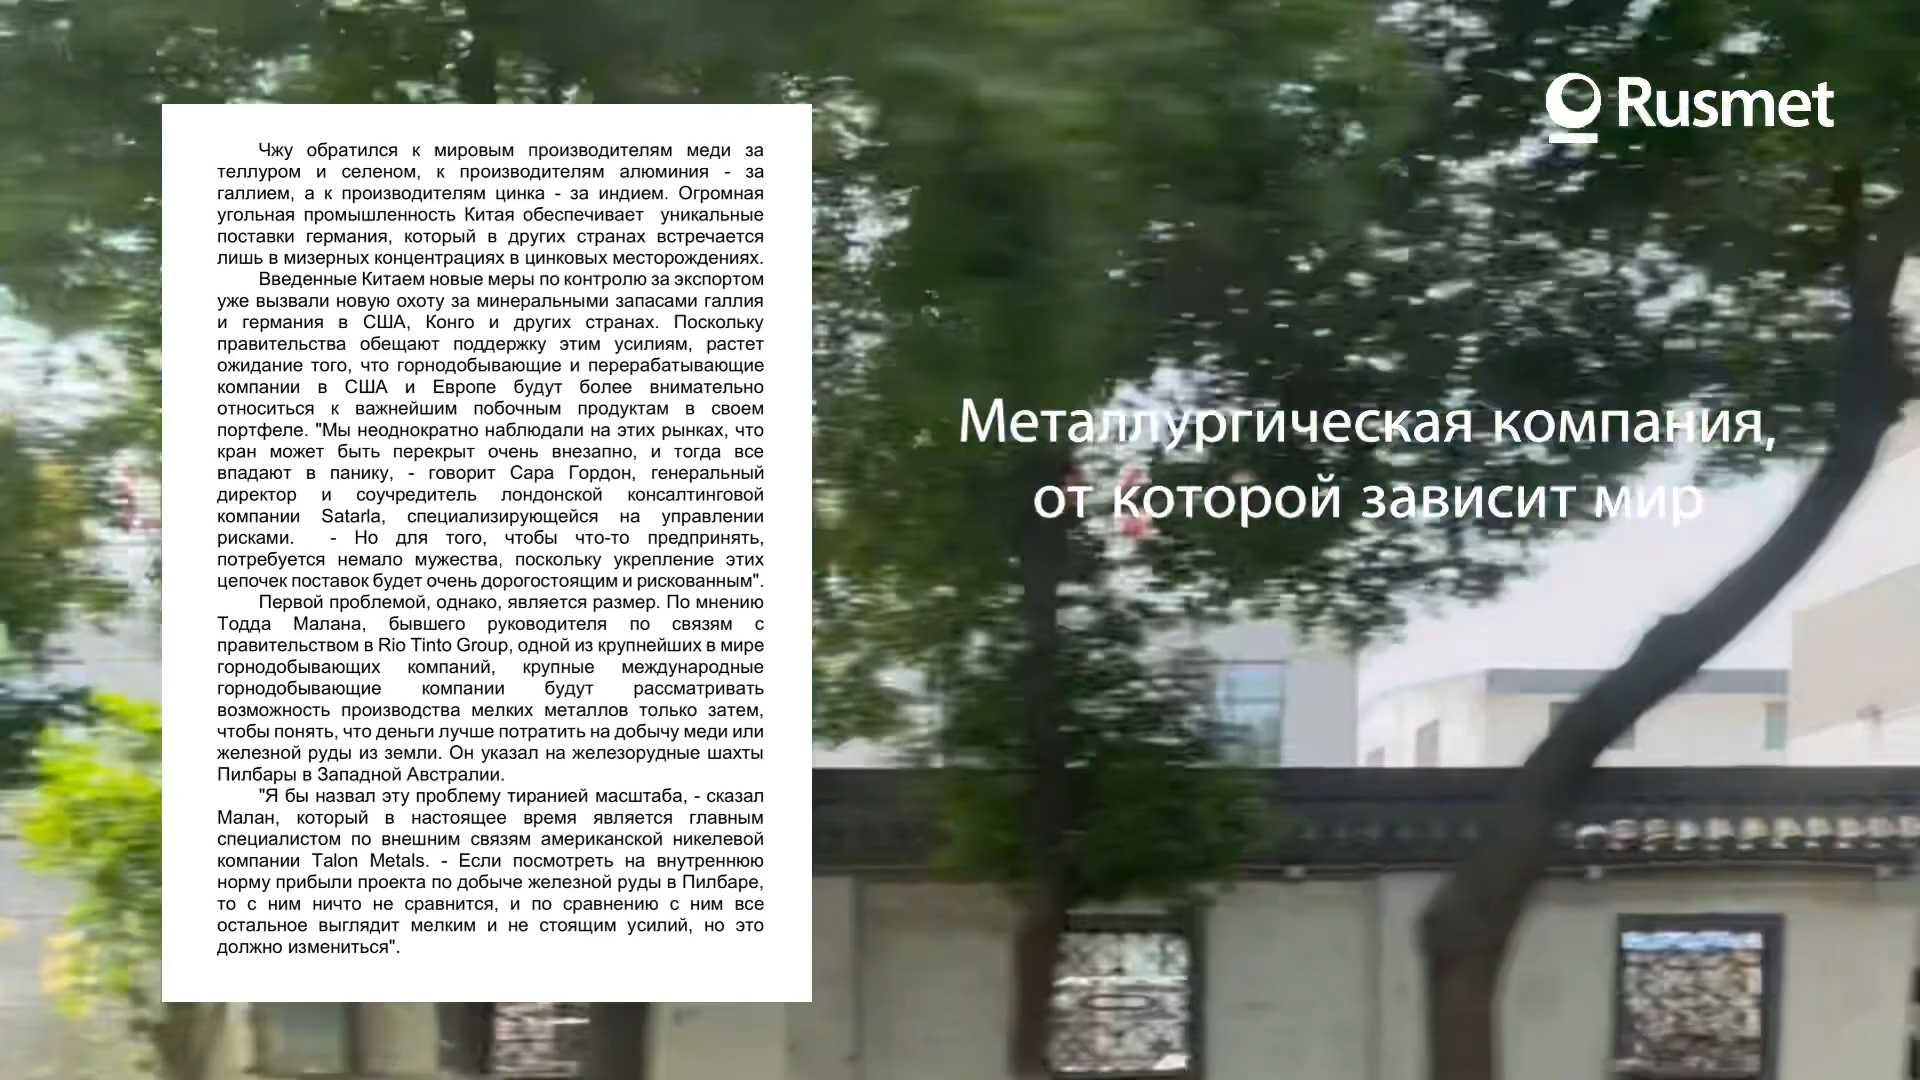 Rusmet
Чжу обратился к мировым производителям меди за
теллуром и селеном, к производителям алюминия - за
галлием, а к производителям цинка - за индием. Огромная
угольная промышленность Китая обеспечивает уникальные
поставки германия, который в других странах встречается
лишь в мизерных концентрациях в цинковых месторождениях.
Введенные Китаем новые меры по контролю за экспортом
уже вызвали новую охоту за минеральными запасами галлия
и германия в США, Конго и других странах. Поскольку
правительства обещают поддержку этим усилиям, растет
ожидание того, что горнодобывающие и перерабатывающие
компании в США и Европе будут более внимательно
относиться к важнейшим побочным продуктам в своем
портфеле. "Мы неоднократно наблюдали на этих рынках, что
кран может быть перекрыт очень внезапно, и тогда все
впадают в панику, - говорит Сара Гордон, генеральный
директор и соучредитель лондонской консалтинговой
компании Satarla, специализирующейся на управлении
рисками. - Но для того, чтобы что-то предпринять,
потребуется немало мужества, поскольку укрепление этих
цепочек поставок будет очень дорогостоящим и рискованным".
Первой проблемой, однако, является размер. По мнению
Тодда Малана, бывшего руководителя по связям с
правительством в Rio Tinto Group, одной из крупнейших в мире
горнодобывающих компаний, крупные международные
горнодобывающие компании будут рассматривать
возможность производства мелких металлов только затем,
чтобы понять, что деньги лучше потратить на добычу меди или
железной руды из земли. Он указал на железорудные шахты
Пилбары в Западной Австралии.
"Я бы назвал эту проблему тиранией масштаба, - сказал
Малан, который в настоящее время является главным
специалистом по внешним связям американской никелевой
компании Talon Metals. - Если посмотреть на внутреннюю
норму прибыли проекта по добыче железной руды в Пилбаре,
то с ним ничто не сравнится, и по сравнению с ним все
остальное выглядит мелким и не стоящим усилий, но это
должно измениться".
Металлургическая компания,
от которой зависит мир